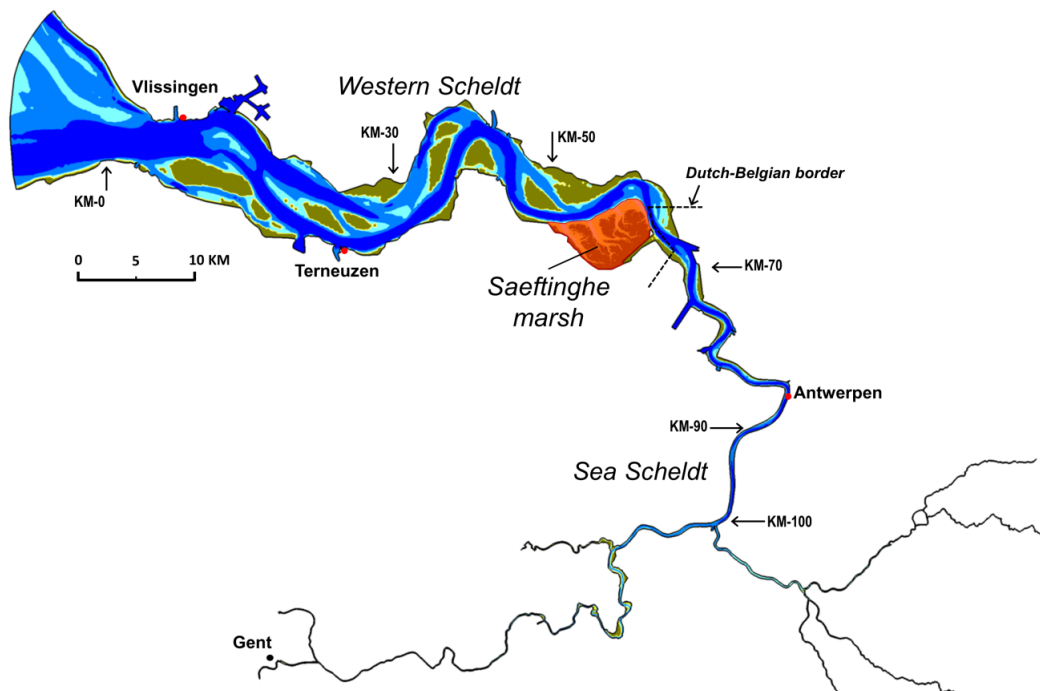 Vlissingen
Western Scheldt
KM-30
KM-50
Dutch-Belgian border
KM-0
0 5 10 KM
Terneuzen
Saeftinghe
marsh
KM-70
Antwerpen
KM-90
Sea Scheldt
KM-100
Gent